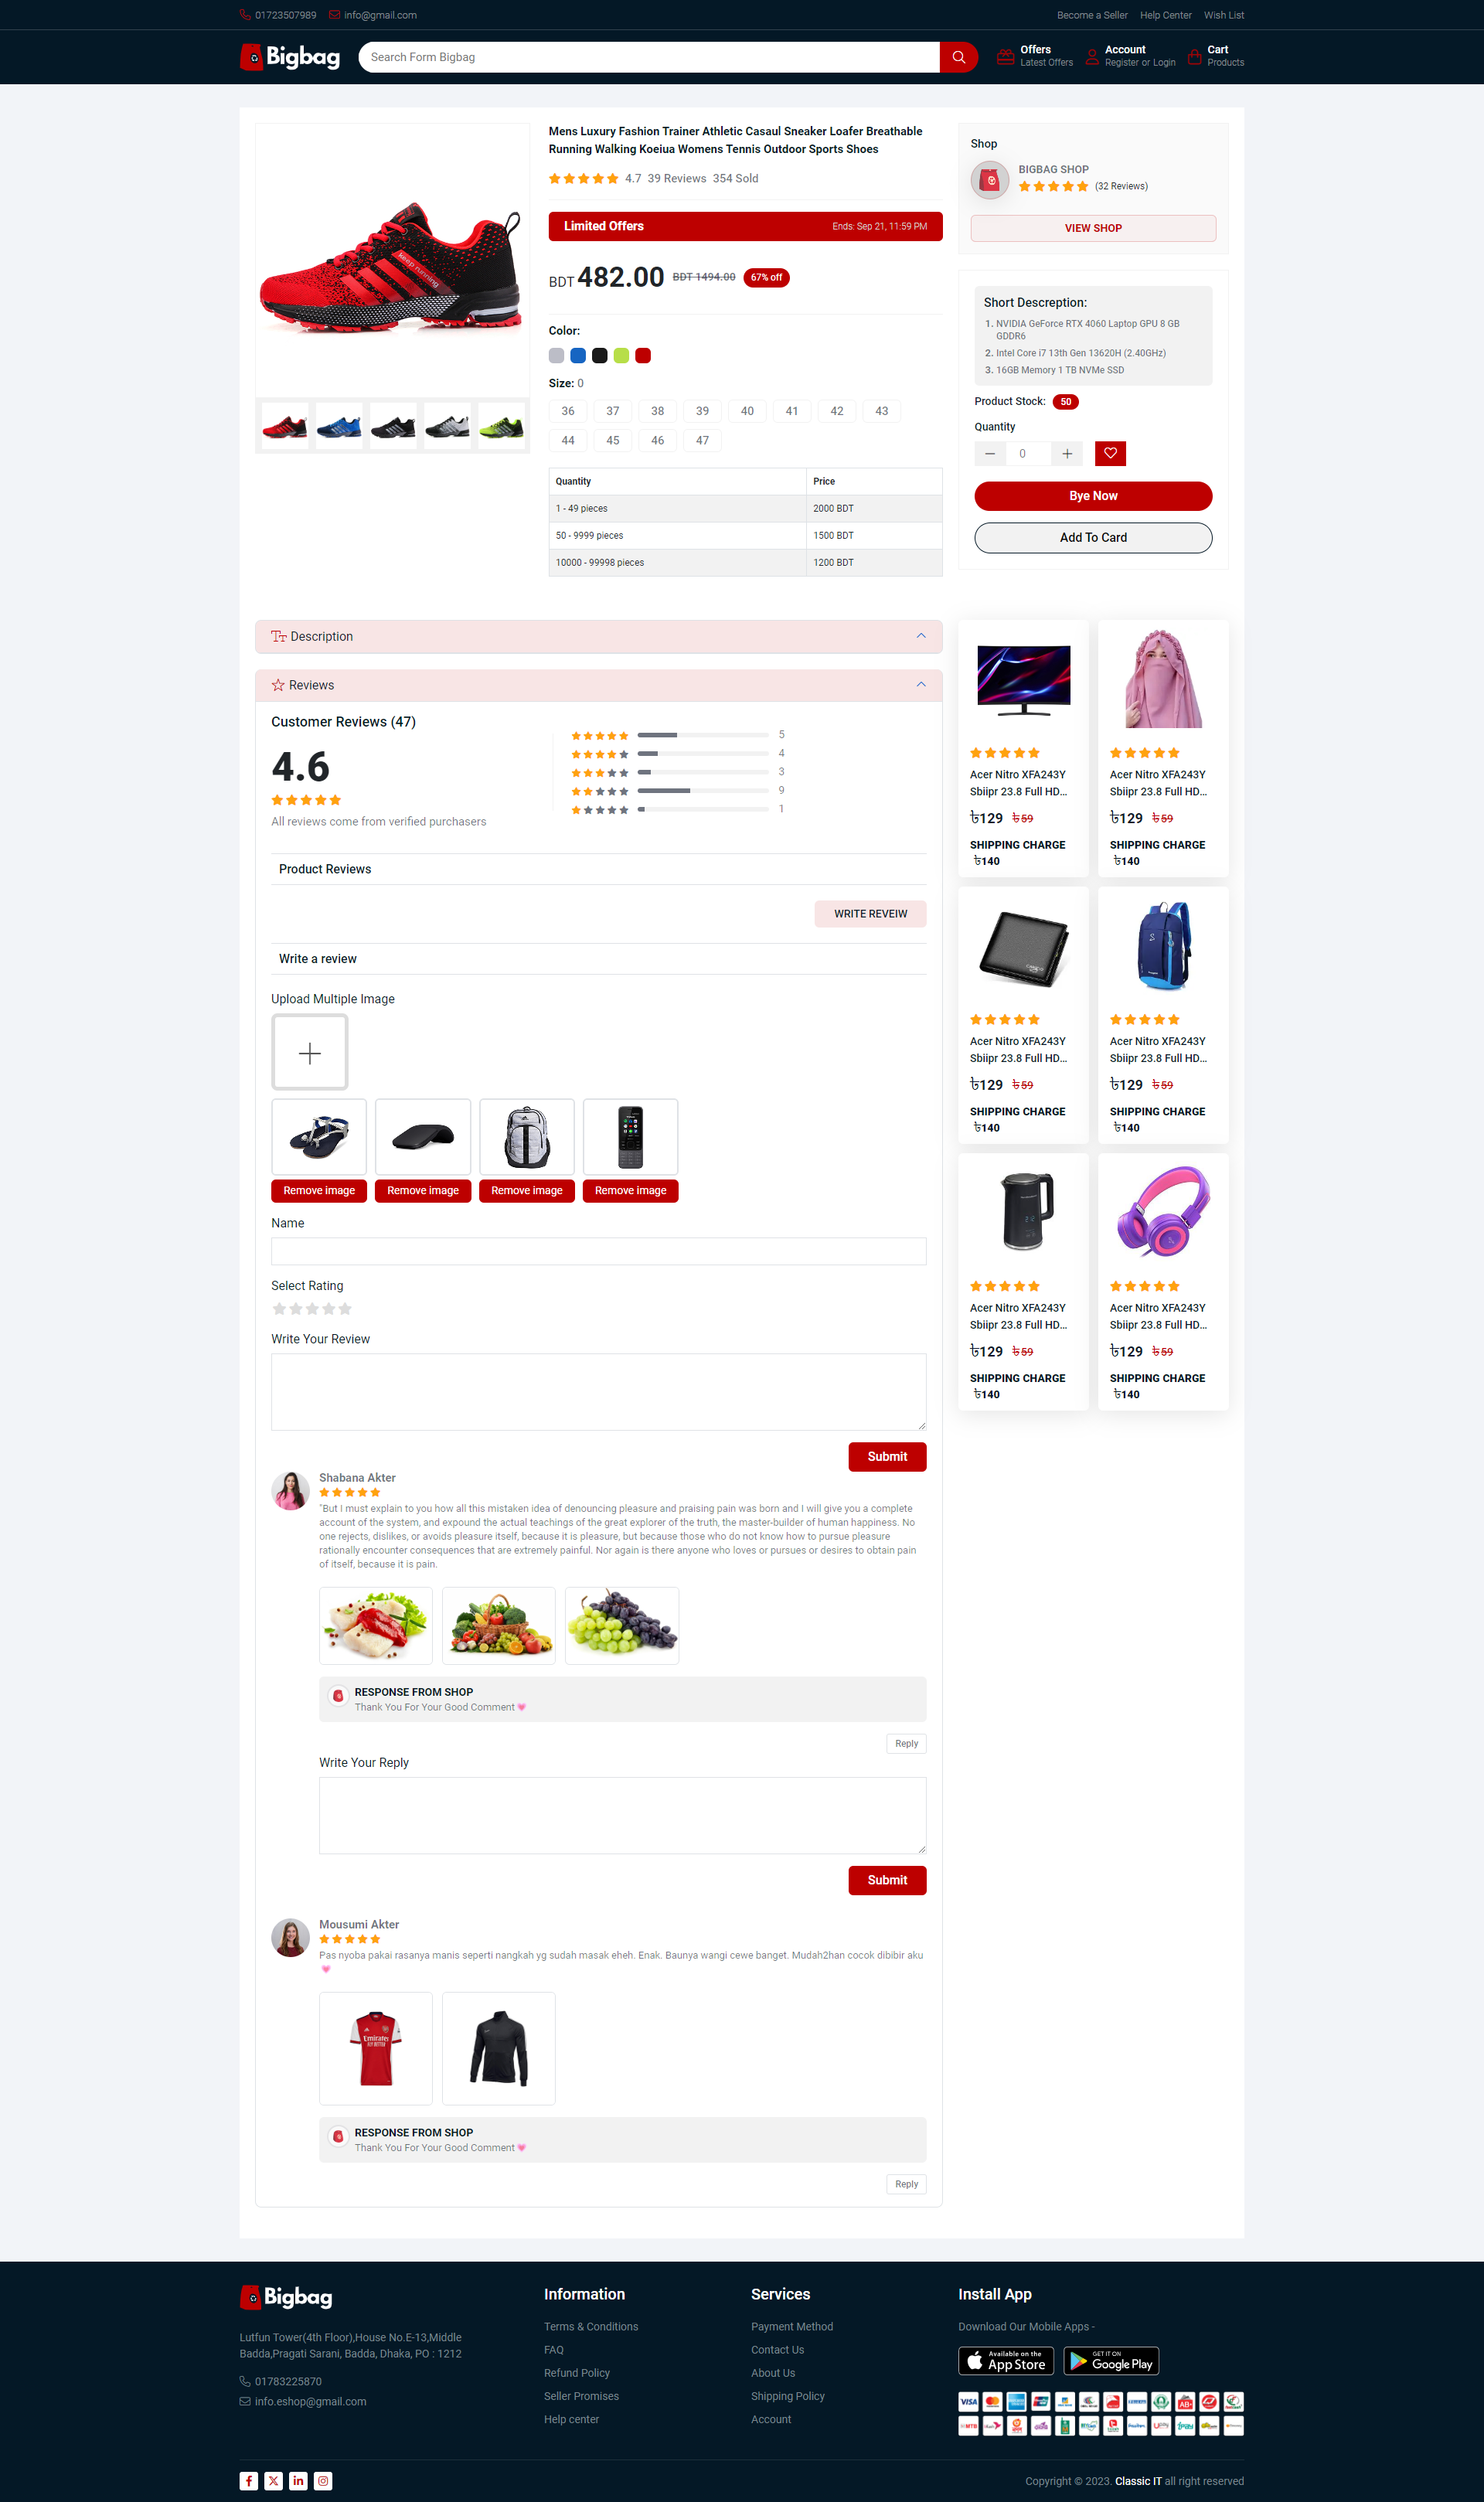 01723507989 info@gmail.com Become a Seller Help Center Wish List
Bigbag Search Form Bigbag
Offers
Latest Offers
Account
Register or Login
Cart
Products
Mens Luxury Fashion Trainer Athletic Casaul Sneaker Loafer Breathable
Running Walking Koeiua Womens Tennis Outdoor Sports Shoes
4.7 39 Reviews 354 Sold
Limited Offers Ends: Sep 21, 11:59 PM
BDT 482.00 BDT 1494.00 67% off
Color:
Size: 0
36 37 38 39 40 41 42 43
44 45 46 47
Quantity Price
1 - 49 pieces 2000 BDT
50 - 9999 pieces 1500 BDT
10000 - 99998 pieces 1200 BDT
keep running
Shop
BIGBAG SHOP
(32 Reviews)
VIEW SHOP
Short Descreption:
1. NVIDIA GeForce RTX 4060 Laptop GPU 8 GB
GDDR6
2. Intel Core i7 13th Gen 13620H (2.40GHz)
3. 16GB Memory 1 TB NVMe SSD
Product Stock: 50
Quantity
0
Bye Now
Add To Card
Description
Reviews
Customer Reviews (47)
4.6
All reviews come from verified purchasers
5
4
3
9
1
Product Reviews
WRITE REVEIW
Write a review
Upload Multiple Image
Remove image Remove image Remove image Remove image
Name
Select Rating
Write Your Review
Submit
Shabana Akter
"But I must explain to you how all this mistaken idea of denouncing pleasure and praising pain was born and I will give you a complete
account of the system, and expound the actual teachings of the great explorer of the truth, the master-builder of human happiness. No
one rejects, dislikes, or avoids pleasure itself, because it is pleasure, but because those who do not know how to pursue pleasure
rationally encounter consequences that are extremely painful. Nor again is there anyone who loves or pursues or desires to obtain pain
of itself, because it is pain.
RESPONSE FROM SHOP
Thank You For Your Good Comment 💗
Reply
Write Your Reply
Submit
Mousumi Akter
Pas nyoba pakai rasanya manis seperti nangkah yg sudah masak eheh. Enak. Baunya wangi cewe banget. Mudah2han cocok dibibir aku
💗
Emirates
FLY BETTER
RESPONSE FROM SHOP
Thank You For Your Good Comment 💗
Reply
Acer Nitro XFA243Y
Sbiipr 23.8 Full HD...
৳129 ৳59
SHIPPING CHARGE
৳140
Acer Nitro XFA243Y
Sbiipr 23.8 Full HD...
৳129 ৳59
SHIPPING CHARGE
৳140
Acer Nitro XFA243Y
Sbiipr 23.8 Full HD...
৳129 ৳59
SHIPPING CHARGE
৳140
Acer Nitro XFA243Y
Sbiipr 23.8 Full HD...
৳129 ৳59
SHIPPING CHARGE
৳140
Acer Nitro XFA243Y
Sbiipr 23.8 Full HD...
৳129 ৳59
SHIPPING CHARGE
৳140
Acer Nitro XFA243Y
Sbiipr 23.8 Full HD...
৳129 ৳59
SHIPPING CHARGE
৳140
Bigbag
Lutfun Tower(4th Floor),House No.E-13,Middle
Badda,Pragati Sarani, Badda, Dhaka, PO : 1212
01783225870
info.eshop@gmail.com
Information
Terms & Conditions
FAQ
Refund Policy
Seller Promises
Help center
Services
Payment Method
Contact Us
About Us
Shipping Policy
Account
Install App
Download Our Mobile Apps -
Available on the
App Store
GET IT ON
Google Play
VISA
MTB
Upay
tpay
Copyright © 2023. Classic IT all right reserved